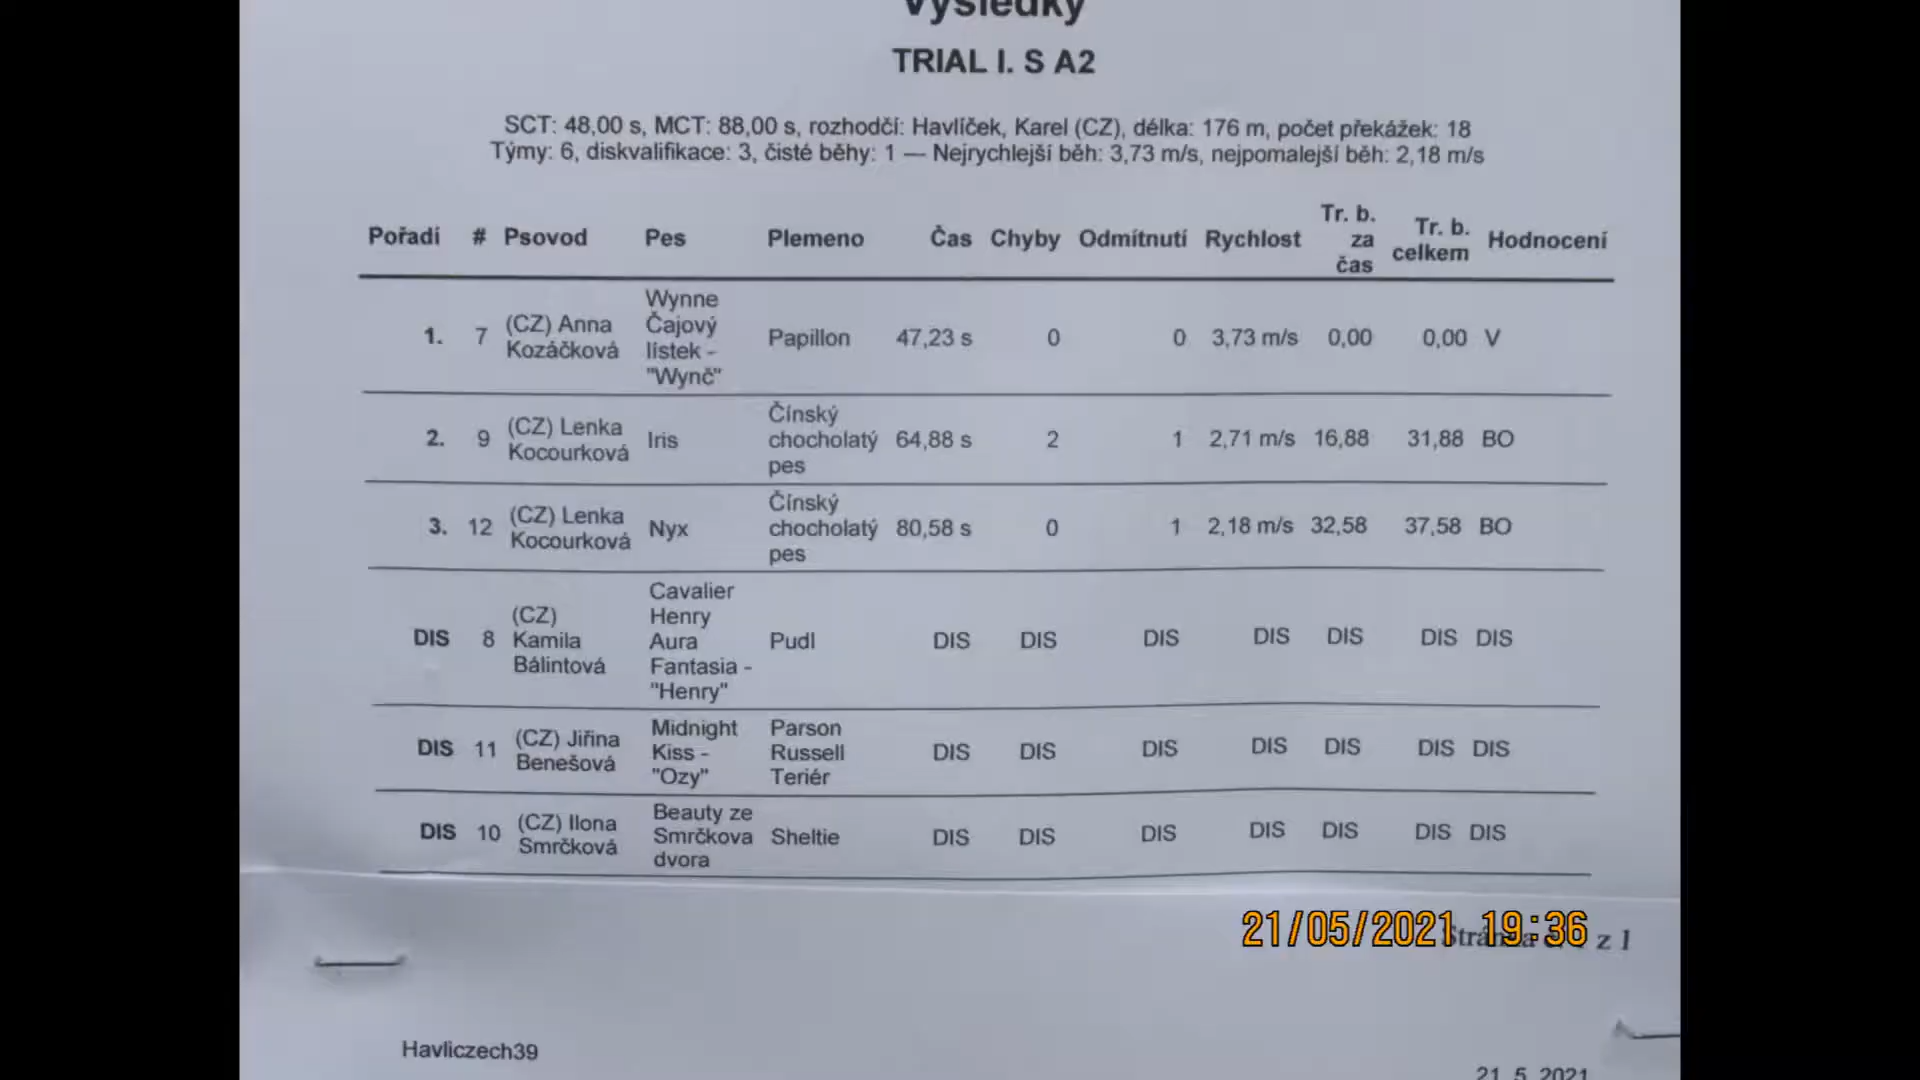 Výsledky
TRIAL I. S A2
SCT: 48,00 s, MCT: 88,00 s, rozhodčí: Havlíček, Karel (CZ), délka: 176 m, počet překážek: 18
Týmy: 6, diskvalifikace: 3, čisté běhy: 1 — Nejrychlejší běh: 3,73 m/s, nejpomalejší běh: 2,18 m/s
Pořadí # Psovod Pes Plemeno Čas Chyby Odmítnutí Rychlost Tr. b. za čas Tr. b. celkem Hodnocení
1. 7 (CZ) Anna Kozáčková Wynne Čajový lístek - "Wynč" Papillon 47,23 s 0 0 3,73 m/s 0,00 0,00 V
2. 9 (CZ) Lenka Kocourková Iris Čínský chocholatý pes 64,88 s 2 1 2,71 m/s 16,88 31,88 BO
3. 12 (CZ) Lenka Kocourková Nyx Čínský chocholatý pes 80,58 s 0 1 2,18 m/s 32,58 37,58 BO
DIS 8 (CZ) Kamila Bálintová Cavalier Henry Aura Fantasia - "Henry" Pudl DIS DIS DIS DIS DIS DIS DIS
DIS 11 (CZ) Jiřina Benešová Midnight Kiss - "Ozy" Parson Russell Teriér DIS DIS DIS DIS DIS DIS DIS
DIS 10 (CZ) Ilona Smrčková Beauty ze Smrčkova dvora Sheltie DIS DIS DIS DIS DIS DIS DIS
21/05/2021 19:36
z 1
Havliczech39
21. 5. 2021